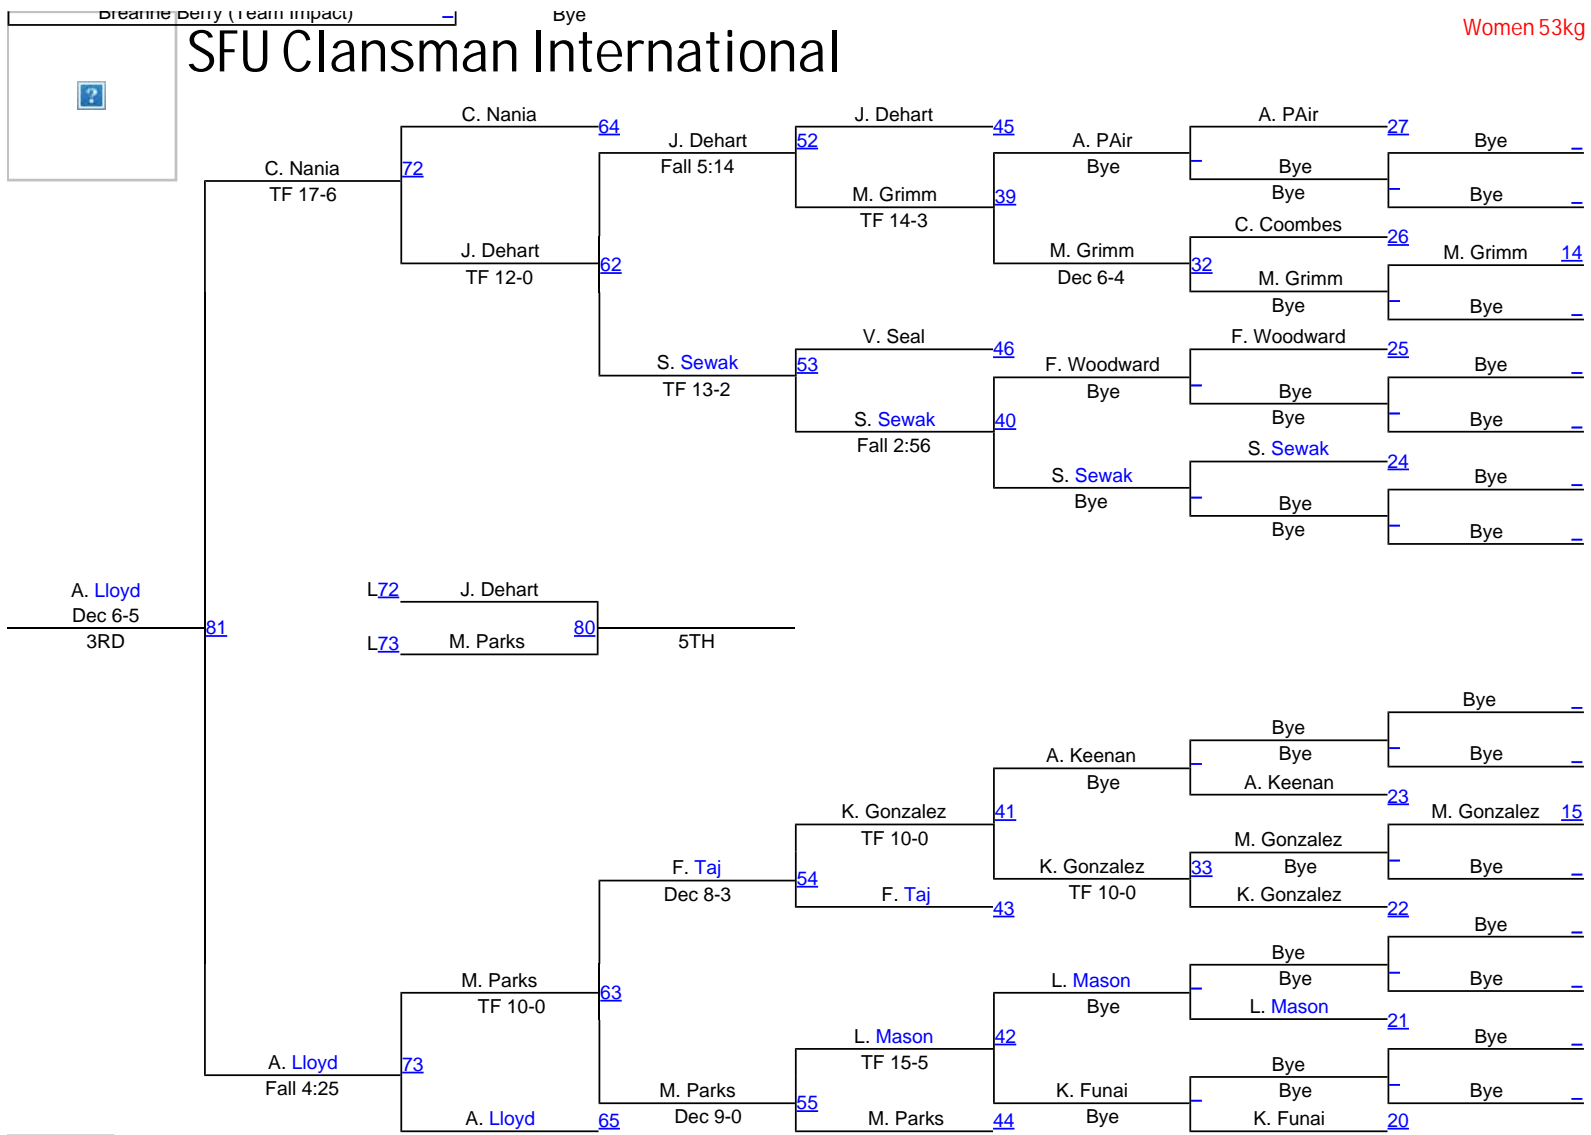 Breanne Berry (Team Impact) _ Bye
SFU Clansman International
Women 53kg
C. Nania 64
J. Dehart 45
A. PAir 27
J. Dehart 52
A. PAir
Bye _
Fall 5:14
Bye
C. Nania 72
TF 17-6
_ Bye
Bye
M. Grimm 39
TF 14-3
_ Bye _
C. Coombes 26
J. Dehart
TF 12-0
62
M. Grimm
Dec 6-4
32
M. Grimm 14
M. Grimm
Bye
_ Bye _
V. Seal 46
F. Woodward 25
S. Sewak 53
TF 13-2
F. Woodward
Bye
Bye _
_ Bye
Bye
S. Sewak 40
Fall 2:56
_ Bye _
S. Sewak 24
S. Sewak
Bye
Bye _
_ Bye
Bye
_ Bye _
A. Lloyd
Dec 6-5
81
3RD
L72 J. Dehart
80
5TH
L73 M. Parks
Bye _
Bye
Bye
A. Keenan
Bye
_
_ Bye _
A. Keenan 23
K. Gonzalez 41
TF 10-0
M. Gonzalez 15
M. Gonzalez
Bye
F. Taj 54
Dec 8-3
K. Gonzalez 33
TF 10-0
_ Bye _
F. Taj 43
K. Gonzalez 22
Bye _
Bye
Bye
M. Parks 63
TF 10-0
L. Mason
Bye
_
_ Bye _
L. Mason 21
L. Mason 42
TF 15-5
Bye _
A. Lloyd 73
Fall 4:25
Bye
Bye
M. Parks 55
Dec 9-0
K. Funai
Bye
_
_ Bye _
A. Lloyd 65
M. Parks 44
K. Funai 20